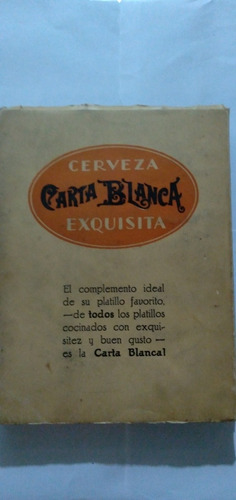 CERVEZA
CARTA BLANCA
EXQUISITA
El complemento ideal
de su platillo favorito,
—de todos los platillos
cocinados con exqui-
sitez y buen gusto—
es la Carta Blanca!